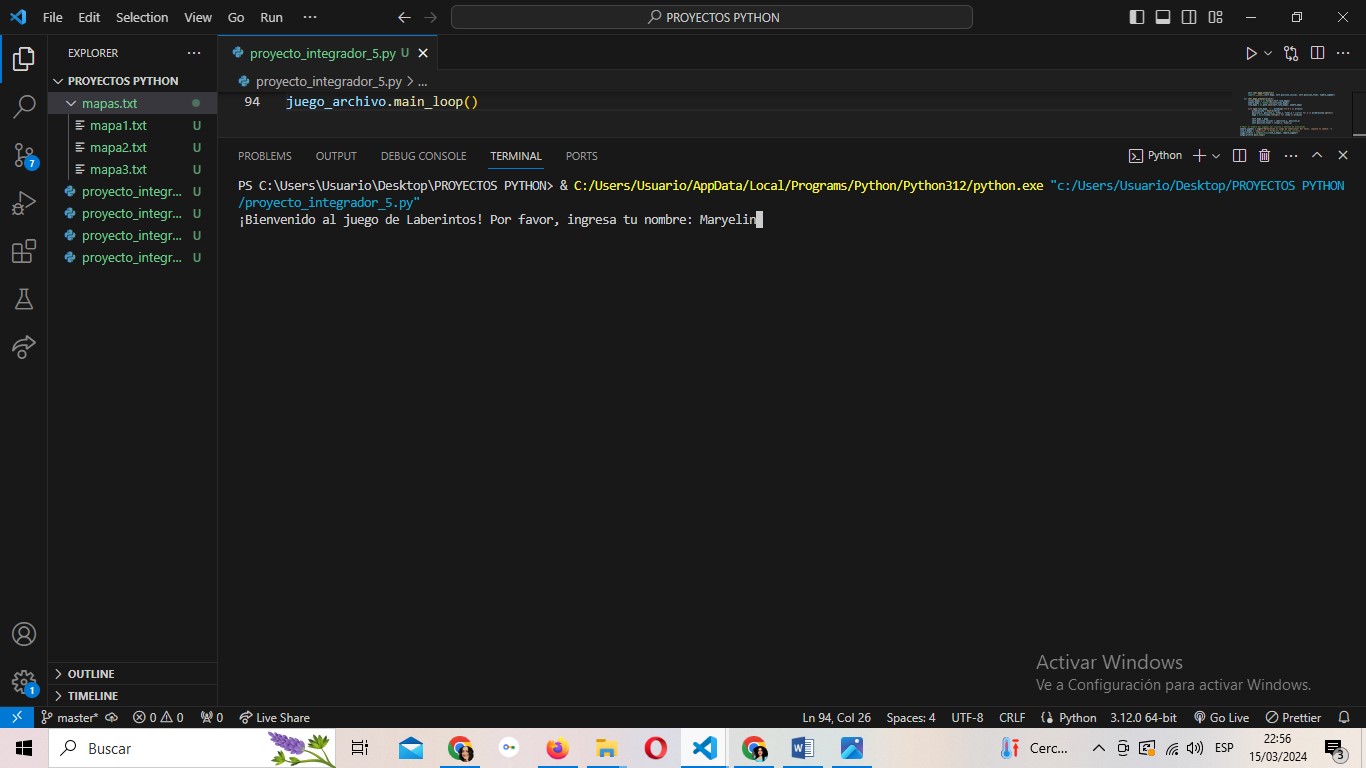 File Edit Selection View Go Run ··· PROYECTOS PYTHON
EXPLORER ···
PROYECTOS PYTHON
mapas.txt
mapa1.txt U
mapa2.txt U
mapa3.txt U
proyecto_integr... U
proyecto_integr... U
proyecto_integr... U
proyecto_integr... U
OUTLINE
TIMELINE
7
1
proyecto_integrador_5.py U
proyecto_integrador_5.py > ...
94 juego_archivo.main_loop()
PROBLEMS OUTPUT DEBUG CONSOLE TERMINAL PORTS Python
PS C:\Users\Usuario\Desktop\PROYECTOS PYTHON> & C:/Users/Usuario/AppData/Local/Programs/Python/Python312/python.exe "c:/Users/Usuario/Desktop/PROYECTOS PYTHON
/proyecto_integrador_5.py"
¡Bienvenido al juego de Laberintos! Por favor, ingresa tu nombre: Maryelin
Activar Windows
Ve a Configuración para activar Windows.
master* 0 0 0 Live Share Ln 94, Col 26 Spaces: 4 UTF-8 CRLF Python 3.12.0 64-bit Go Live Prettier
Buscar Cerc... ESP 22:56
15/03/2024 3